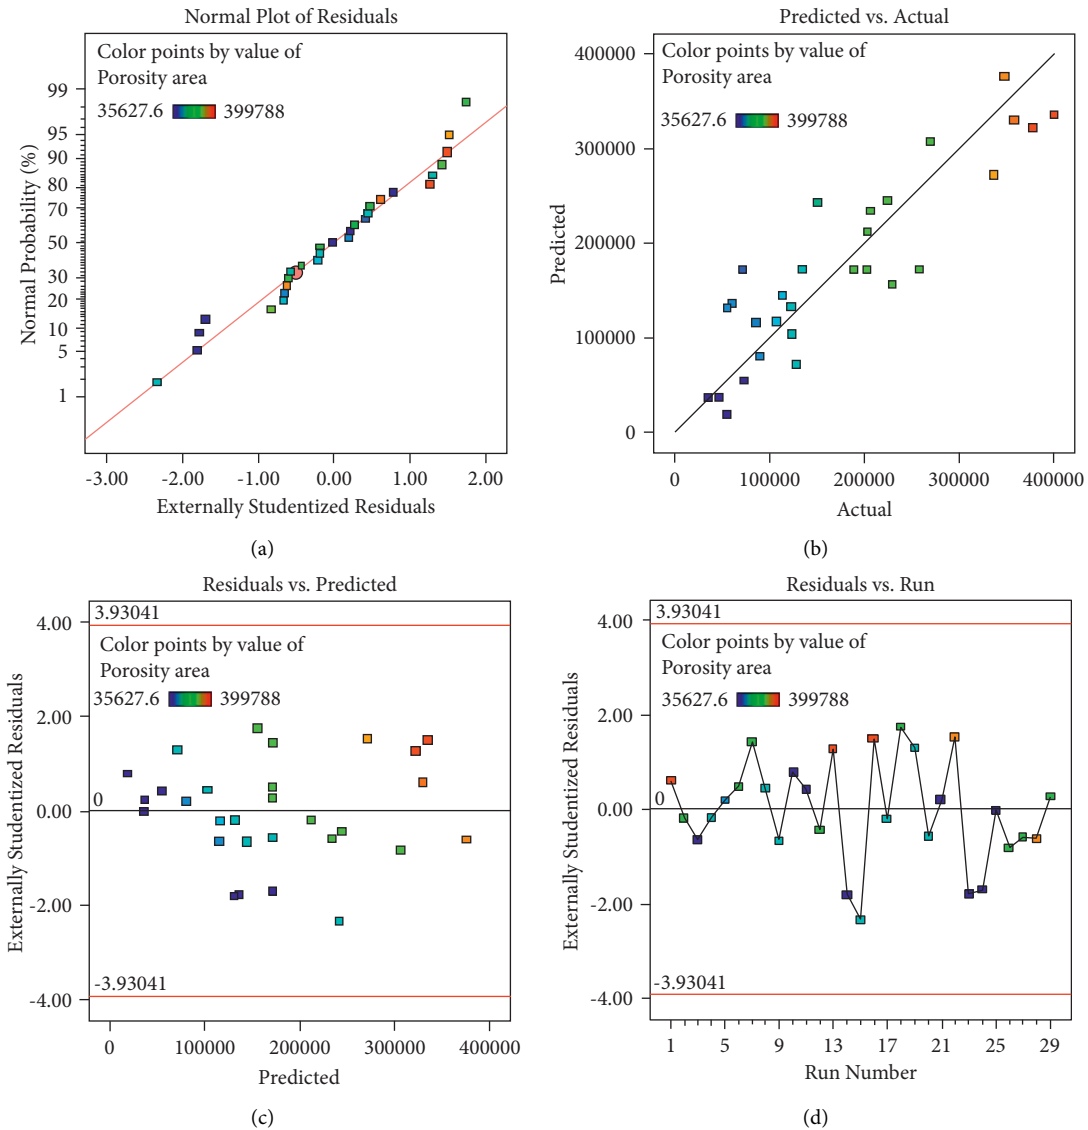 Normal Plot of Residuals
Color points by value of
Porosity area
35627.6 399788
Normal Probability (%)
99
95
90
80
70
50
30
20
10
5
1
-3.00 -2.00 -1.00 0.00 1.00 2.00
Externally Studentized Residuals
(a)
Predicted vs. Actual
Color points by value of
Porosity area
35627.6 399788
Predicted
400000
300000
200000
100000
0
0 100000 200000 300000 400000
Actual
(b)
Residuals vs. Predicted
3.93041
Color points by value of
Porosity area
35627.6 399788
0
-3.93041
Externally Studentized Residuals
4.00
2.00
0.00
-2.00
-4.00
0 100000 200000 300000 400000
Predicted
(c)
Residuals vs. Run
3.93041
Color points by value of
Porosity area
35627.6 399788
0
-3.93041
Externally Studentized Residuals
4.00
2.00
0.00
-2.00
-4.00
1 5 9 13 17 21 25 29
Run Number
(d)